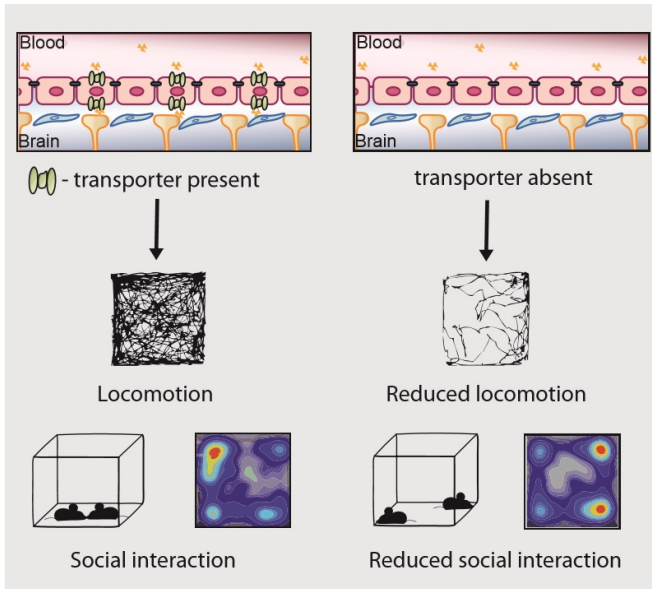 Blood
Brain
Blood
Brain
- transporter present
transporter absent
Locomotion
Reduced locomotion
Social interaction
Reduced social interaction